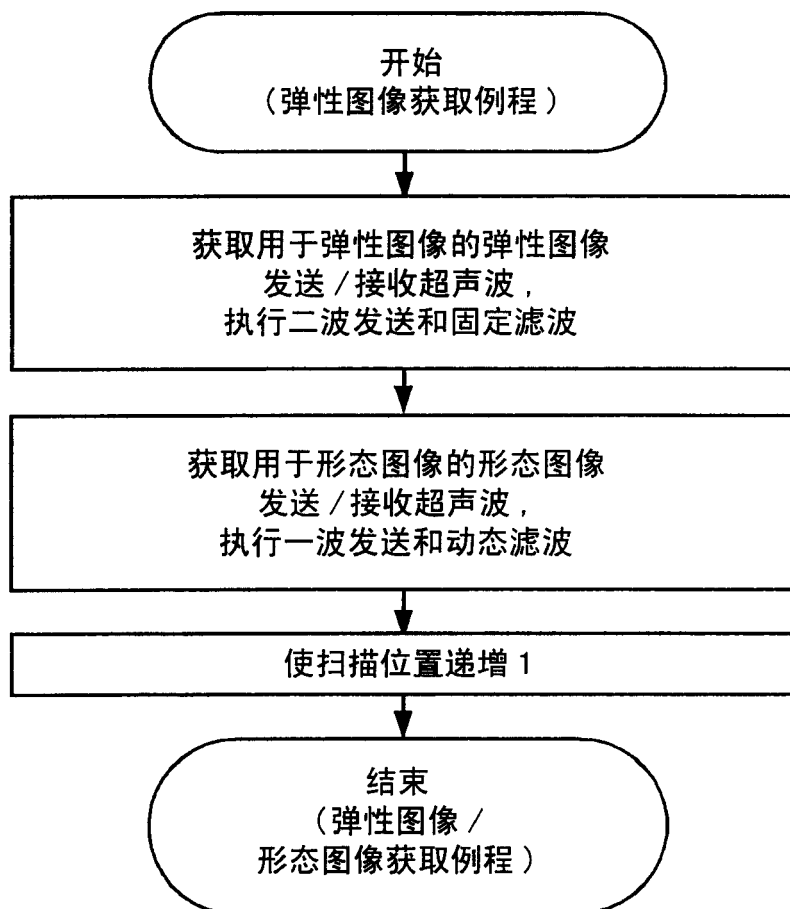 开始
（弹性图像获取例程）
获取用于弹性图像的弹性图像
发送/接收超声波，
执行二波发送和固定滤波
获取用于形态图像的形态图像
发送/接收超声波，
执行一波发送和动态滤波
使扫描位置递增1
结束
（弹性图像/
形态图像获取例程）